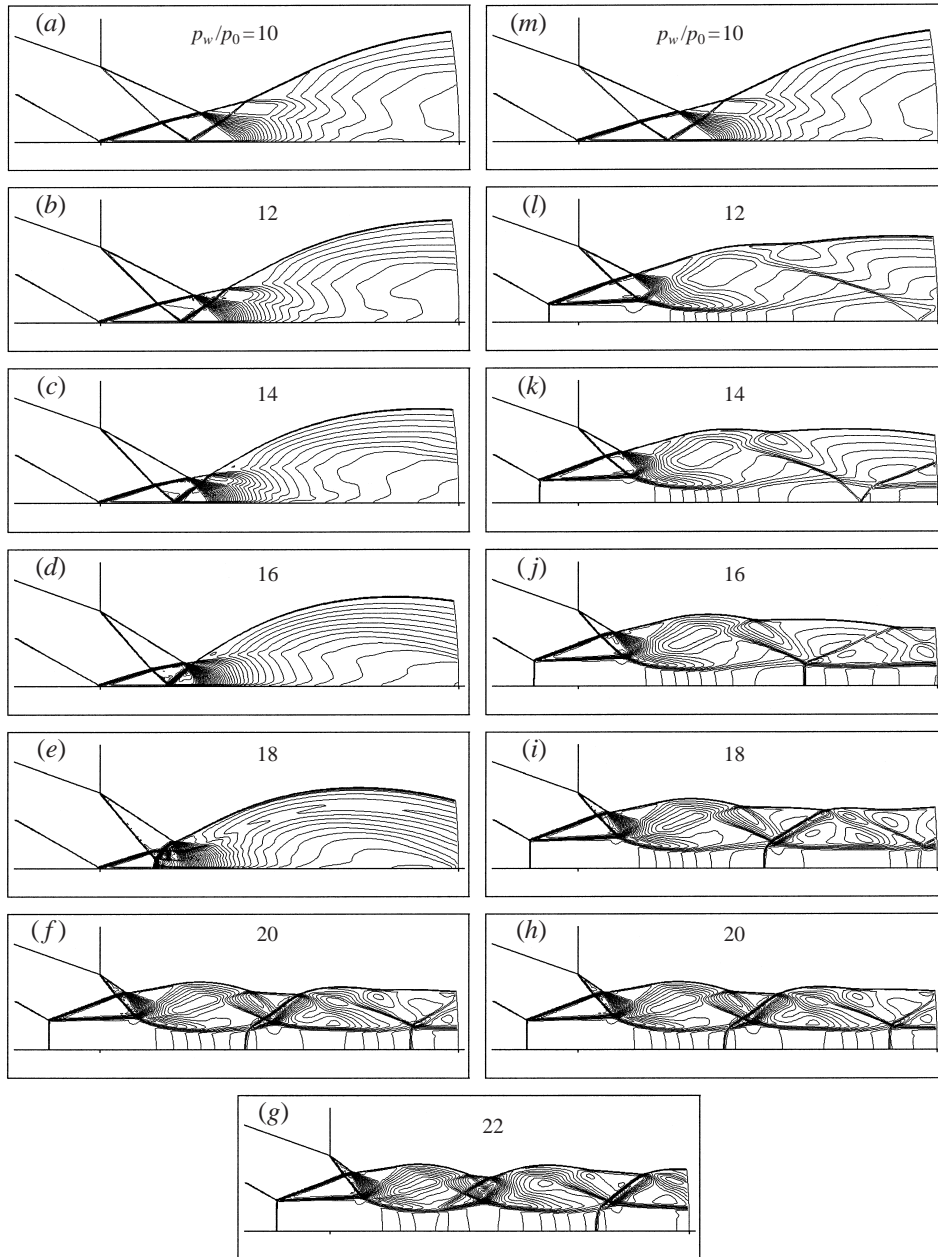 (a) p_w/p_0=10
(m) p_w/p_0=10
(b) 12
(l) 12
(c) 14
(k) 14
(d) 16
(j) 16
(e) 18
(i) 18
(f) 20
(h) 20
(g) 22